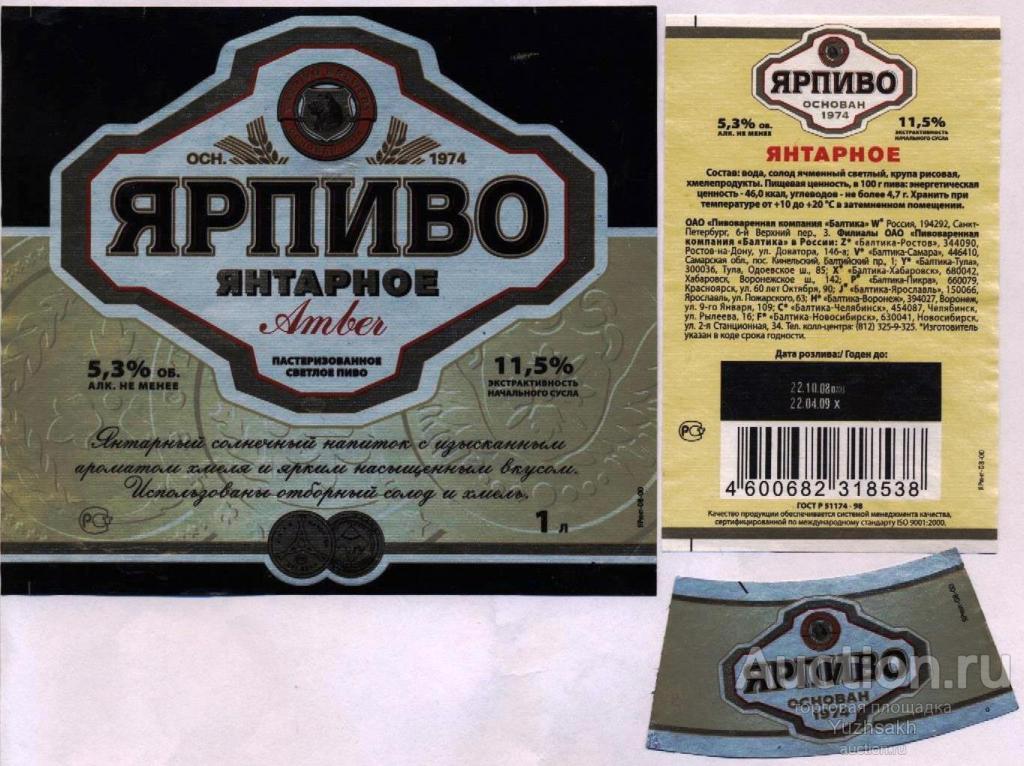 ОСН. 1974
ЯРПИВО
ЯНТАРНОЕ
Amber
ПАСТЕРИЗОВАННОЕ
СВЕТЛОЕ ПИВО
5,3% ОБ.
АЛК. НЕ МЕНЕЕ
11,5%
ЭКСТРАКТИВНОСТЬ
НАЧАЛЬНОГО СУСЛА
Янтарный солнечный напиток с изысканным
ароматом хмеля и ярким насыщенным вкусом.
Использованы отборный солод и хмель.
РСТ
1 л
ЯРПИВО
ОСНОВАН
1974
5,3% ОБ.
АЛК. НЕ МЕНЕЕ
11,5%
ЭКСТРАКТИВНОСТЬ
НАЧАЛЬНОГО СУСЛА
ЯНТАРНОЕ
Состав: вода, солод ячменный светлый, крупа рисовая,
хмелепродукты. Пищевая ценность, в 100 г пива: энергетическая
ценность - 46,0 ккал, углеводов - не более 4,7 г. Хранить при
температуре от +10 до +20 °С в затемненном помещении.
ОАО «Пивоваренная компания «Балтика» W* Россия, 194292, Санкт-
Петербург, 6-й Верхний пер., 3. Филиалы ОАО «Пивоваренная
компания «Балтика» в России: Z* «Балтика-Ростов», 344090,
Ростов-на-Дону, ул. Доватора, 146-а; V* «Балтика-Самара», 446410,
Самарская обл., пос. Кинельский, Балтийский пр., 1; Y* «Балтика-Тула»,
300036, Тула, Одоевское ш., 85; X* «Балтика-Хабаровск», 680042,
Хабаровск, Воронежское ш., 142; «Балтика-Пикра», 660079,
Красноярск, ул. 60 лет Октября, 90; J* «Балтика-Ярославль», 150066,
Ярославль, ул. Пожарского, 63; H* «Балтика-Воронеж», 394027, Воронеж,
ул. 9-го Января, 109; C* «Балтика-Челябинск», 454087, Челябинск,
ул. Рылеева, 16; F* «Балтика-Новосибирск», 630041, Новосибирск,
ул. 2-я Станционная, 34. Тел. колл-центра: (812) 325-9-325. *Изготовитель
указан в коде срока годности.
Дата розлива:/ Годен до:
22.10.08
22.04.09 X
РСТ
4 600682 318538
ГОСТ Р 51174 - 98
Качество продукции обеспечивается системой менеджмента качества,
сертифицированной по международному стандарту ISO 9001:2000.
ЯРПИВО
ОСНОВАН
1974
Auction.ru
торговая площадка
Yuzhsakh
auction.ru